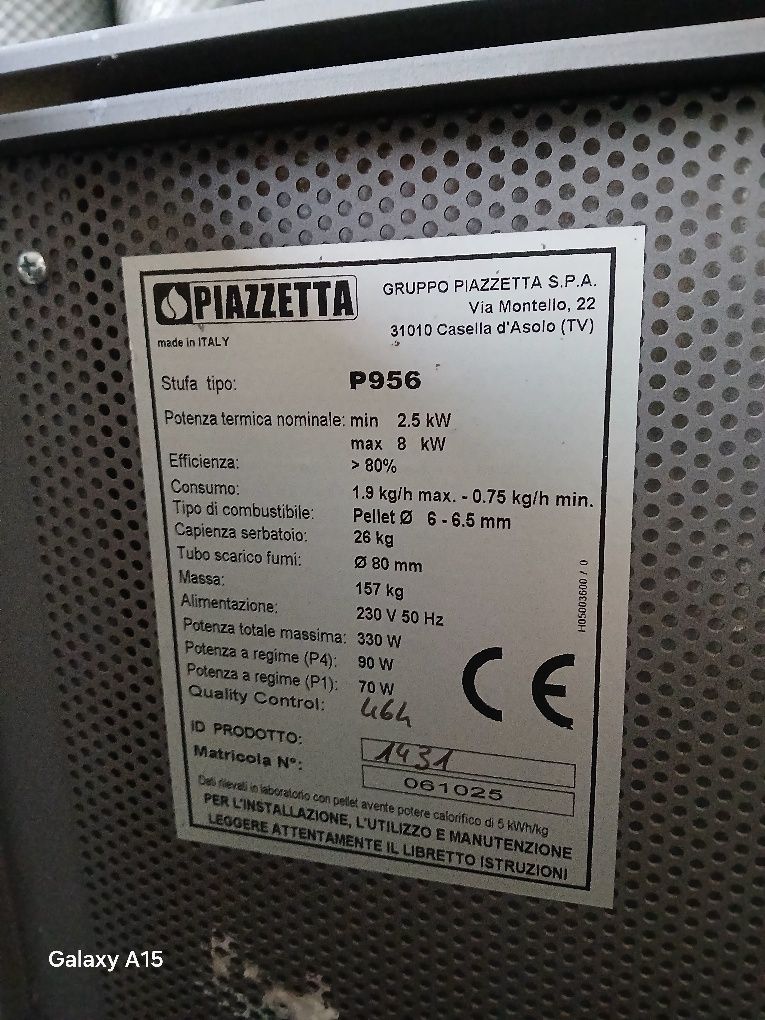 PIAZZETTA
made in ITALY
GRUPPO PIAZZETTA S.P.A.
Via Montello, 22
31010 Casella d'Asolo (TV)
Stufa tipo: P956
Potenza termica nominale: min 2.5 kW
max 8 kW
Efficienza: > 80%
Consumo: 1.9 kg/h max. - 0.75 kg/h min.
Tipo di combustibile: Pellet Ø 6 - 6.5 mm
Capienza serbatoio: 26 kg
Tubo scarico fumi: Ø 80 mm
Massa: 157 kg
Alimentazione: 230 V 50 Hz
Potenza totale massima: 330 W
Potenza a regime (P4): 90 W
Potenza a regime (P1): 70 W
Quality Control: 464
ID PRODOTTO: 1431
Matricola N°: 061025
CE
H05003600 / 0
Dati rilevati in laboratorio con pellet avente potere calorifico di 5 kWh/kg
PER L'INSTALLAZIONE, L'UTILIZZO E MANUTENZIONE
LEGGERE ATTENTAMENTE IL LIBRETTO ISTRUZIONI
Galaxy A15